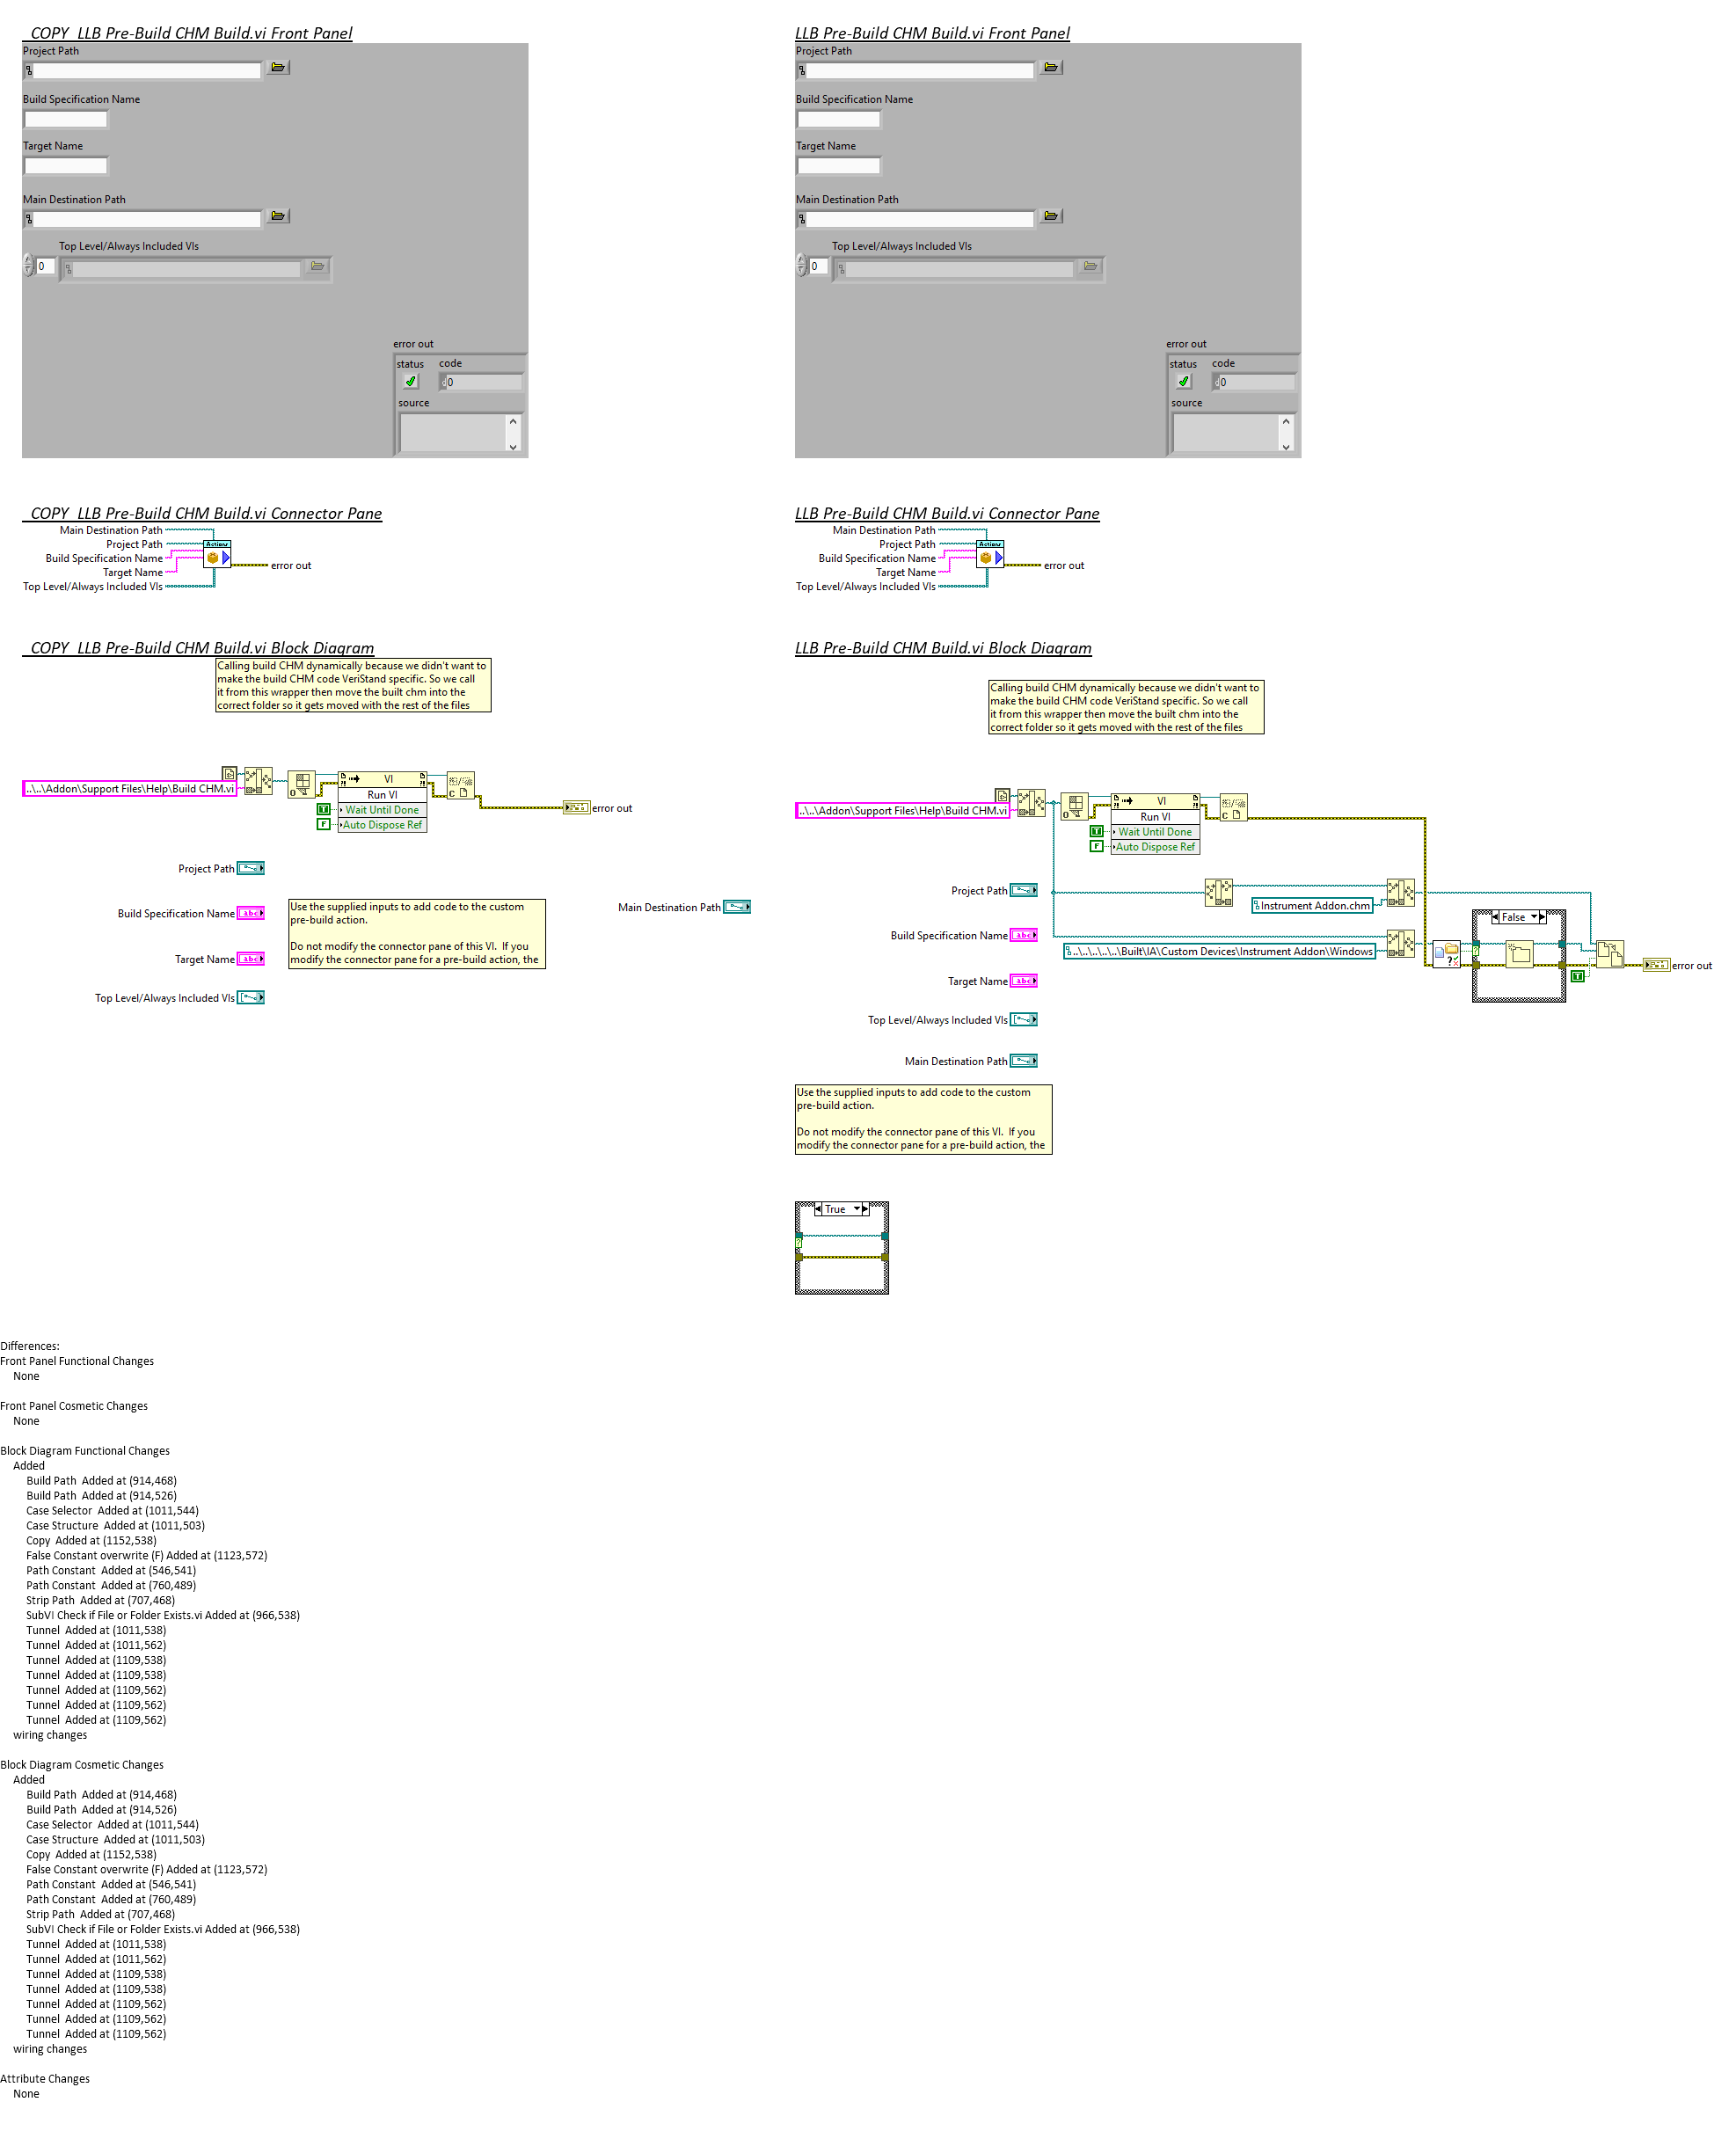 _COPY_LLB Pre-Build CHM Build.vi Front Panel
Project Path
Build Specification Name
Target Name
Main Destination Path
Top Level/Always Included VIs
0
error out
status code
0
source
LLB Pre-Build CHM Build.vi Front Panel
Project Path
Build Specification Name
Target Name
Main Destination Path
Top Level/Always Included VIs
0
error out
status code
0
source
_COPY_LLB Pre-Build CHM Build.vi Connector Pane
Main Destination Path
Project Path
Build Specification Name
Target Name
Top Level/Always Included VIs
Actions
error out
LLB Pre-Build CHM Build.vi Connector Pane
Main Destination Path
Project Path
Build Specification Name
Target Name
Top Level/Always Included VIs
Actions
error out
_COPY_LLB Pre-Build CHM Build.vi Block Diagram
Calling build CHM dynamically because we didn't want to
make the build CHM code VeriStand specific. So we call
it from this wrapper then move the built chm into the
correct folder so it gets moved with the rest of the files
..\..\Addon\Support Files\Help\Build CHM.vi
VI
Run VI
T Wait Until Done
F Auto Dispose Ref
error out
Project Path
Build Specification Name
Target Name
Top Level/Always Included VIs
Use the supplied inputs to add code to the custom
pre-build action.
Do not modify the connector pane of this VI.  If you
modify the connector pane for a pre-build action, the
Main Destination Path
LLB Pre-Build CHM Build.vi Block Diagram
Calling build CHM dynamically because we didn't want to
make the build CHM code VeriStand specific. So we call
it from this wrapper then move the built chm into the
correct folder so it gets moved with the rest of the files
..\..\Addon\Support Files\Help\Build CHM.vi
VI
Run VI
T Wait Until Done
F Auto Dispose Ref
Project Path
Instrument Addon.chm
Build Specification Name
..\..\..\..\..\Built\IA\Custom Devices\Instrument Addon\Windows
False
T
error out
Target Name
Top Level/Always Included VIs
Main Destination Path
Use the supplied inputs to add code to the custom
pre-build action.
Do not modify the connector pane of this VI.  If you
modify the connector pane for a pre-build action, the
True
Differences:
Front Panel Functional Changes
None
Front Panel Cosmetic Changes
None
Block Diagram Functional Changes
Added
Build Path  Added at (914,468)
Build Path  Added at (914,526)
Case Selector  Added at (1011,544)
Case Structure  Added at (1011,503)
Copy  Added at (1152,538)
False Constant overwrite (F) Added at (1123,572)
Path Constant  Added at (546,541)
Path Constant  Added at (760,489)
Strip Path  Added at (707,468)
SubVI Check if File or Folder Exists.vi Added at (966,538)
Tunnel  Added at (1011,538)
Tunnel  Added at (1011,562)
Tunnel  Added at (1109,538)
Tunnel  Added at (1109,538)
Tunnel  Added at (1109,562)
Tunnel  Added at (1109,562)
Tunnel  Added at (1109,562)
wiring changes
Block Diagram Cosmetic Changes
Added
Build Path  Added at (914,468)
Build Path  Added at (914,526)
Case Selector  Added at (1011,544)
Case Structure  Added at (1011,503)
Copy  Added at (1152,538)
False Constant overwrite (F) Added at (1123,572)
Path Constant  Added at (546,541)
Path Constant  Added at (760,489)
Strip Path  Added at (707,468)
SubVI Check if File or Folder Exists.vi Added at (966,538)
Tunnel  Added at (1011,538)
Tunnel  Added at (1011,562)
Tunnel  Added at (1109,538)
Tunnel  Added at (1109,538)
Tunnel  Added at (1109,562)
Tunnel  Added at (1109,562)
Tunnel  Added at (1109,562)
wiring changes
Attribute Changes
None